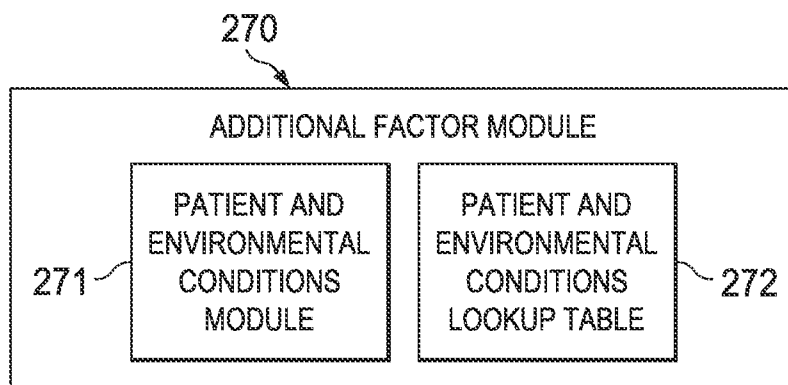 270
ADDITIONAL FACTOR MODULE
PATIENT AND
ENVIRONMENTAL
CONDITIONS
MODULE
271
PATIENT AND
ENVIRONMENTAL
CONDITIONS
LOOKUP TABLE
272